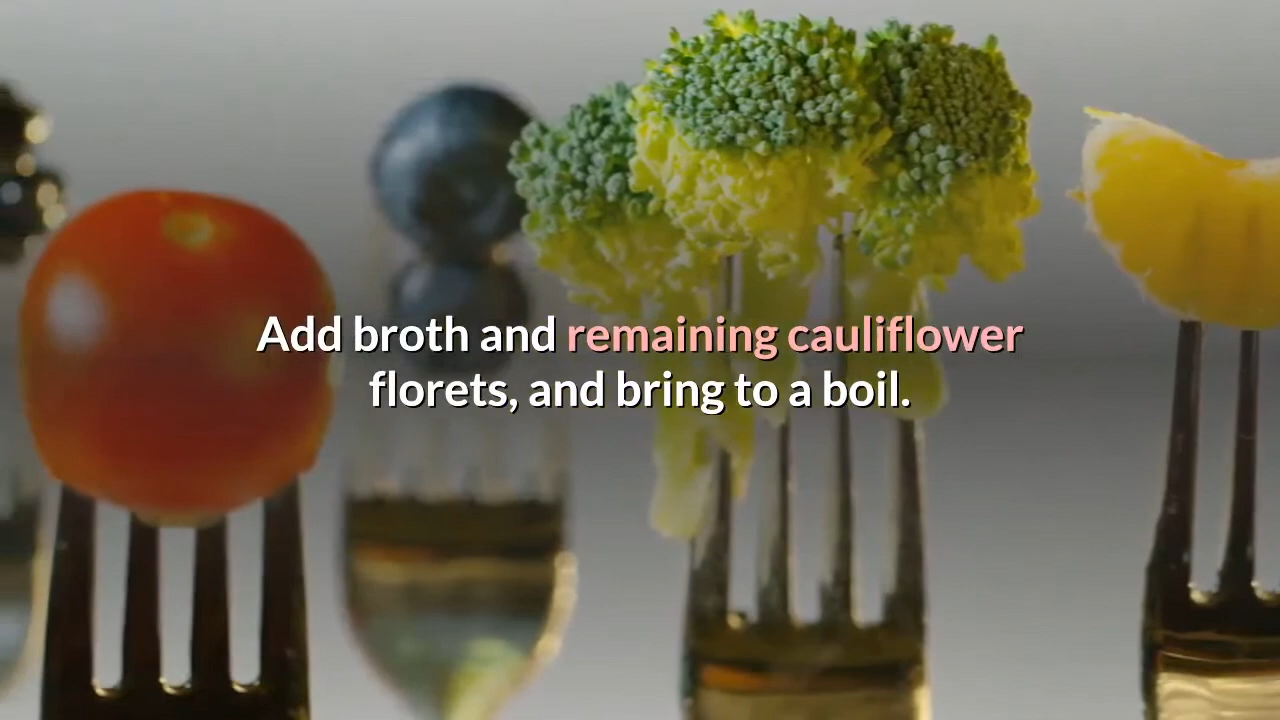 Add broth and remaining cauliflower
florets, and bring to a boil.